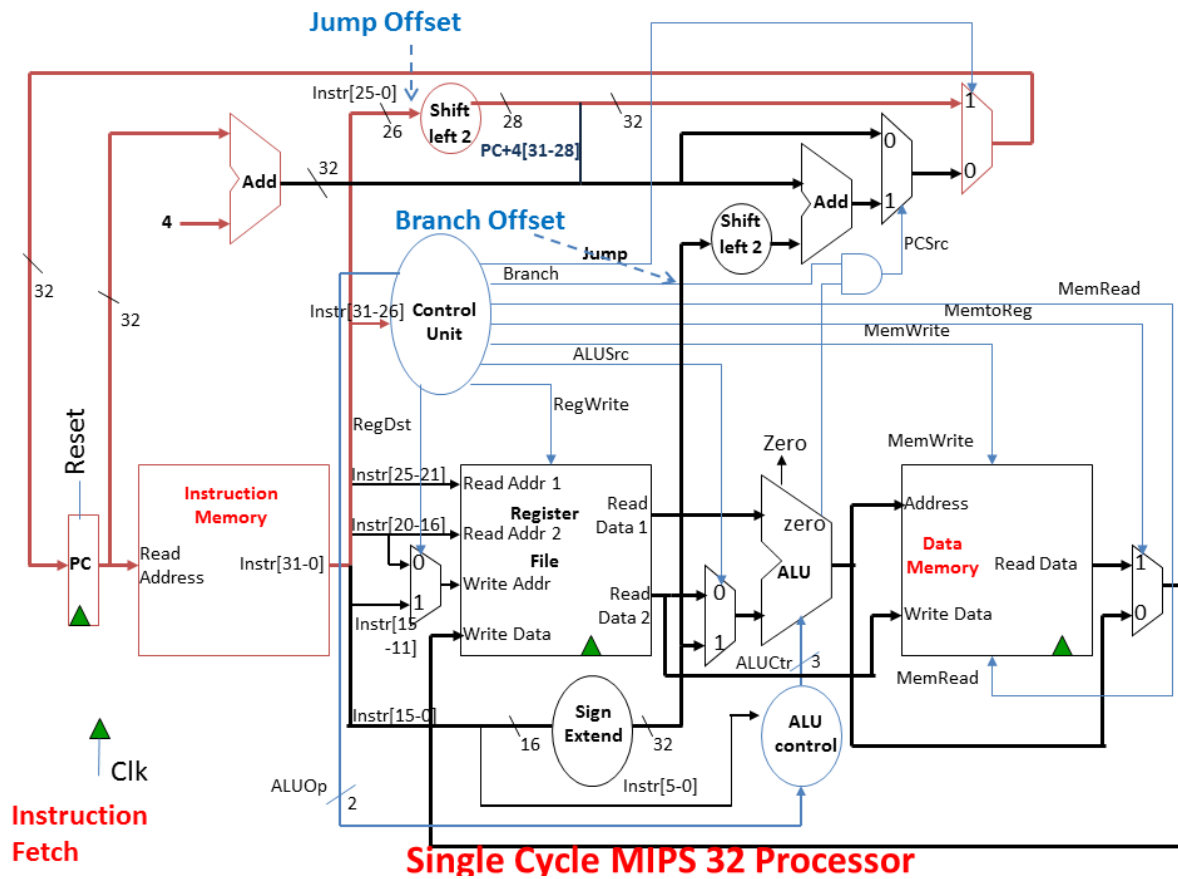 Jump Offset
Instr[25-0]
26
Shift
left 2
28
32
PC+4[31-28]
1
0
0
1
Add
32
4
Add
Branch Offset
Shift
left 2
PCSrc
Jump
Branch
32
32
Instr[31-26]
Control
Unit
MemRead
MemtoReg
MemWrite
ALUSrc
RegWrite
RegDst
Reset
Zero
MemWrite
Instruction
Memory
Instr[25-21]
Read Addr 1
Register
File
Read
Data 1
zero
Address
Instr[20-16]
Read Addr 2
PC
Read
Address
Instr[31-0]
0
1
Write Addr
ALU
Data
Memory
Read Data
1
0
Read
Data 2
0
1
Write Data
Instr[15
-11]
Write Data
ALUCtr
3
MemRead
Instr[15-0]
16
Sign
Extend
32
ALU
control
Clk
ALUOp
2
Instr[5-0]
Instruction
Fetch
Single Cycle MIPS 32 Processor